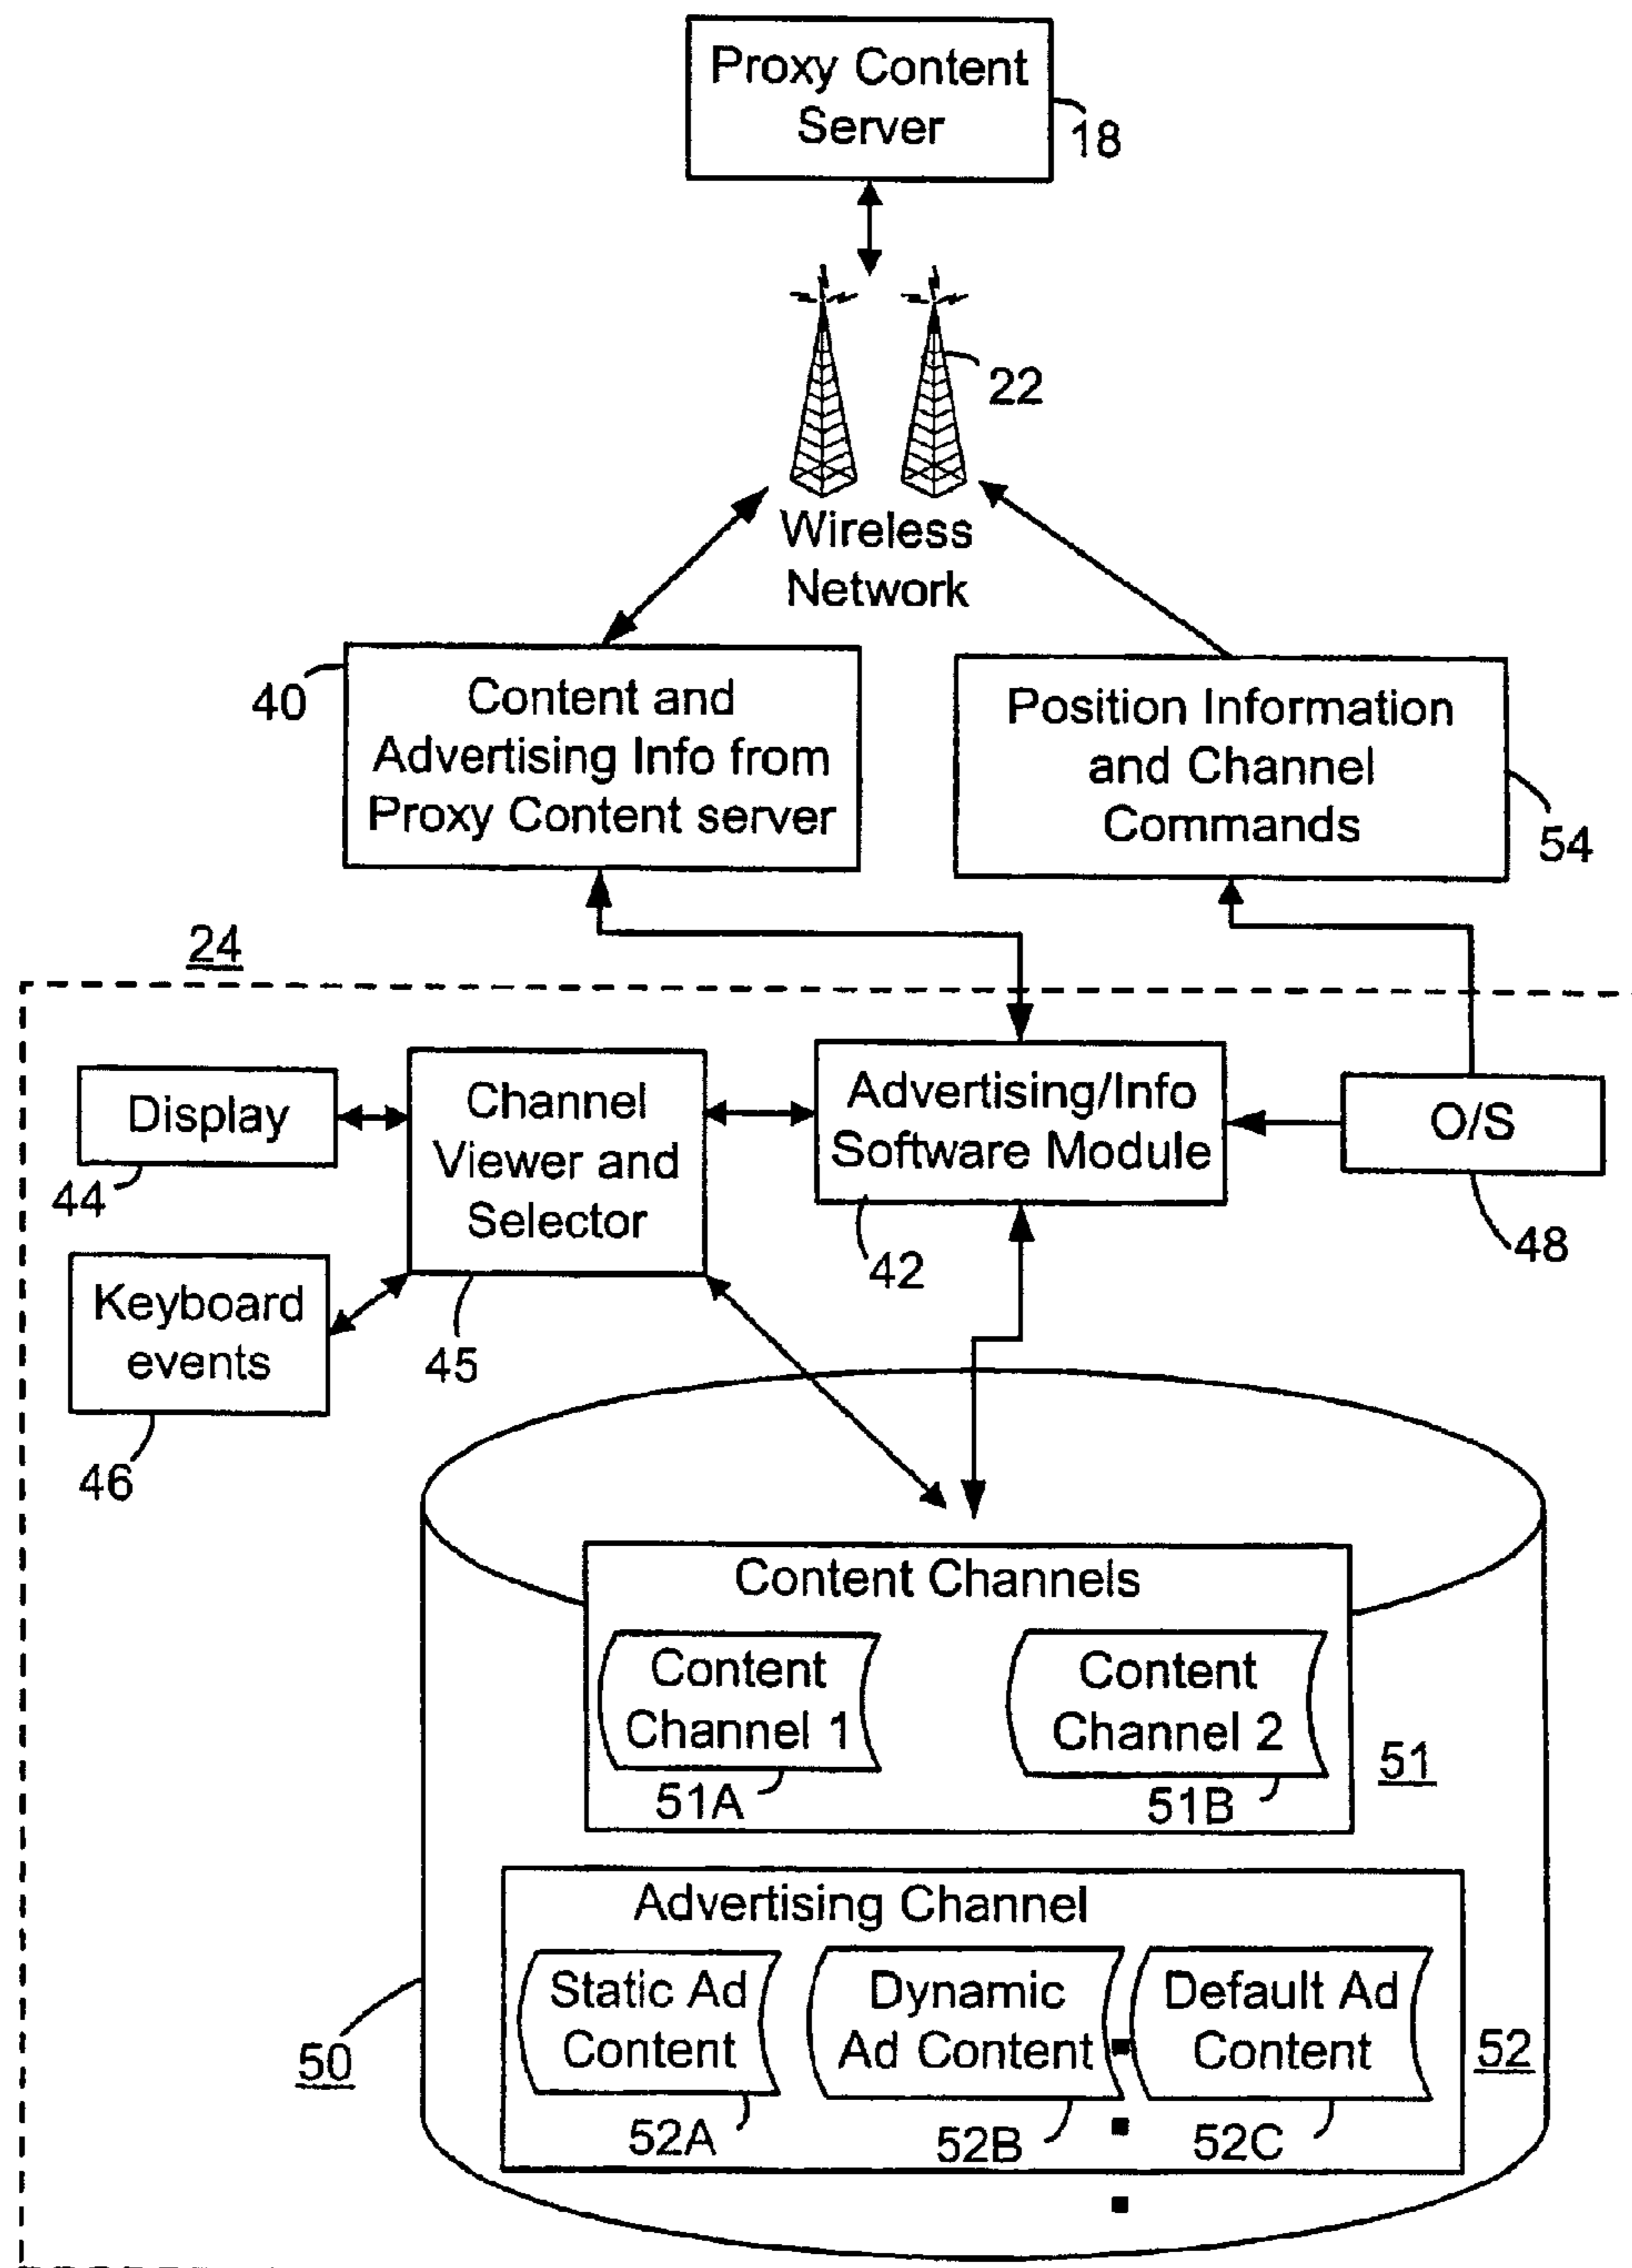 Proxy Content
Server
18
22
Wireless
Network
40
Content and
Advertising Info from
Proxy Content server
Position Information
and Channel
Commands
54
24
Display
44
Channel
Viewer and
Selector
45
Advertising/Info
Software Module
42
O/S
48
Keyboard
events
46
Content Channels
Content
Channel 1
51A
Content
Channel 2
51B
51
Advertising Channel
Static Ad
Content
52A
Dynamic
Ad Content
52B
Default Ad
Content
52C
52
50